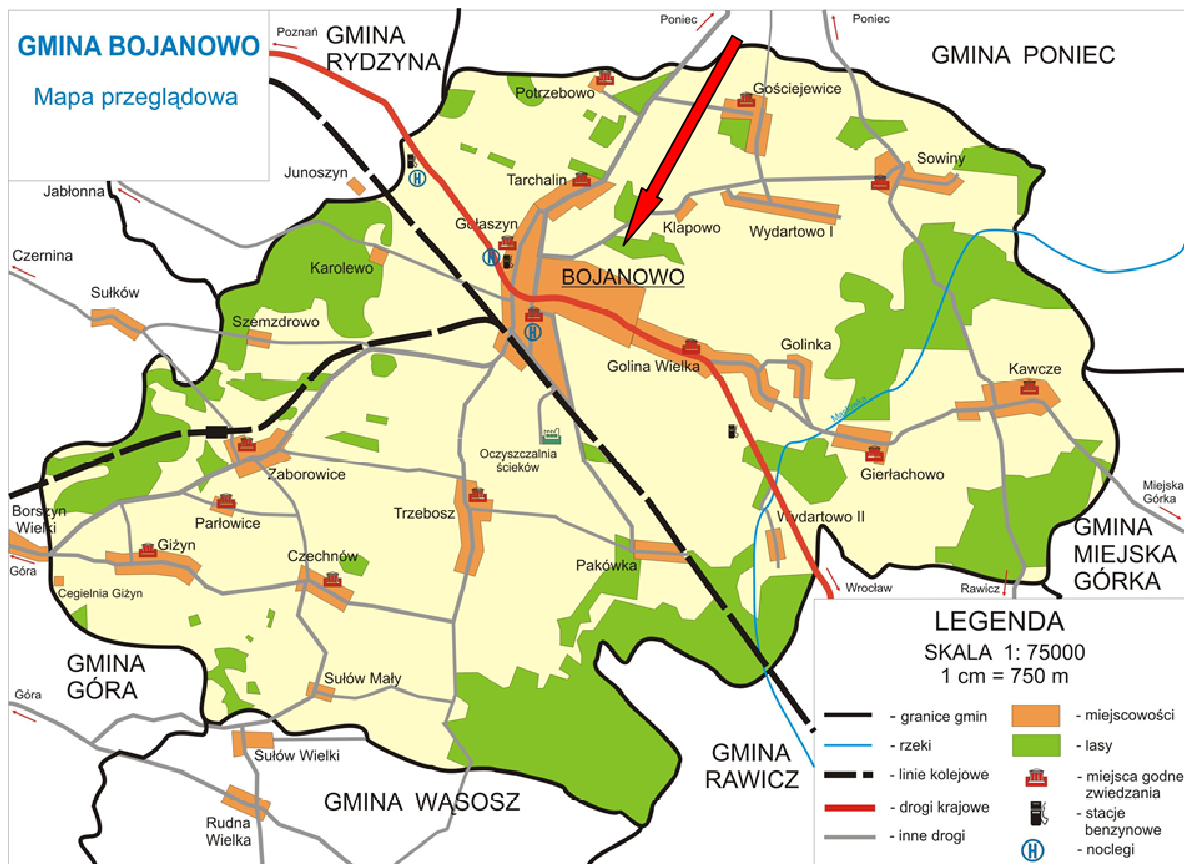 GMINA BOJANOWO
Mapa przeglądowa
Poznań
GMINA
RYDZYNA
Poniec
Poniec
GMINA PONIEC
Potrzebowo
Gościejewice
Junoszyn
Jabłonna
Tarchalin
Sowiny
Gołaszyn
Klapowo
Wydartowo I
Czernina
Karolewo
BOJANOWO
Sułków
Szemzdrowo
Golina Wielka
Golinka
Kawcze
Masłówka
Oczyszczalnia
ścieków
Zaborowice
Gierłachowo
Miejska
Górka
Borszyn
Wielki
Parłowice
Trzebosz
Wydartowo II
GMINA
MIEJSKA
GÓRKA
Giżyn
Czechnów
Pakówka
Góra
Cegielnia Giżyn
Wrocław
Rawicz
GMINA
GÓRA
Sułów Mały
Góra
Sułów Wielki
GMINA
RAWICZ
GMINA WĄSOSZ
Rudna
Wielka
LEGENDA
SKALA 1: 75000
1 cm = 750 m
- granice gmin
- miejscowości
- rzeki
- lasy
- linie kolejowe
- miejsca godne
zwiedzania
- drogi krajowe
- stacje
benzynowe
- inne drogi
- noclegi